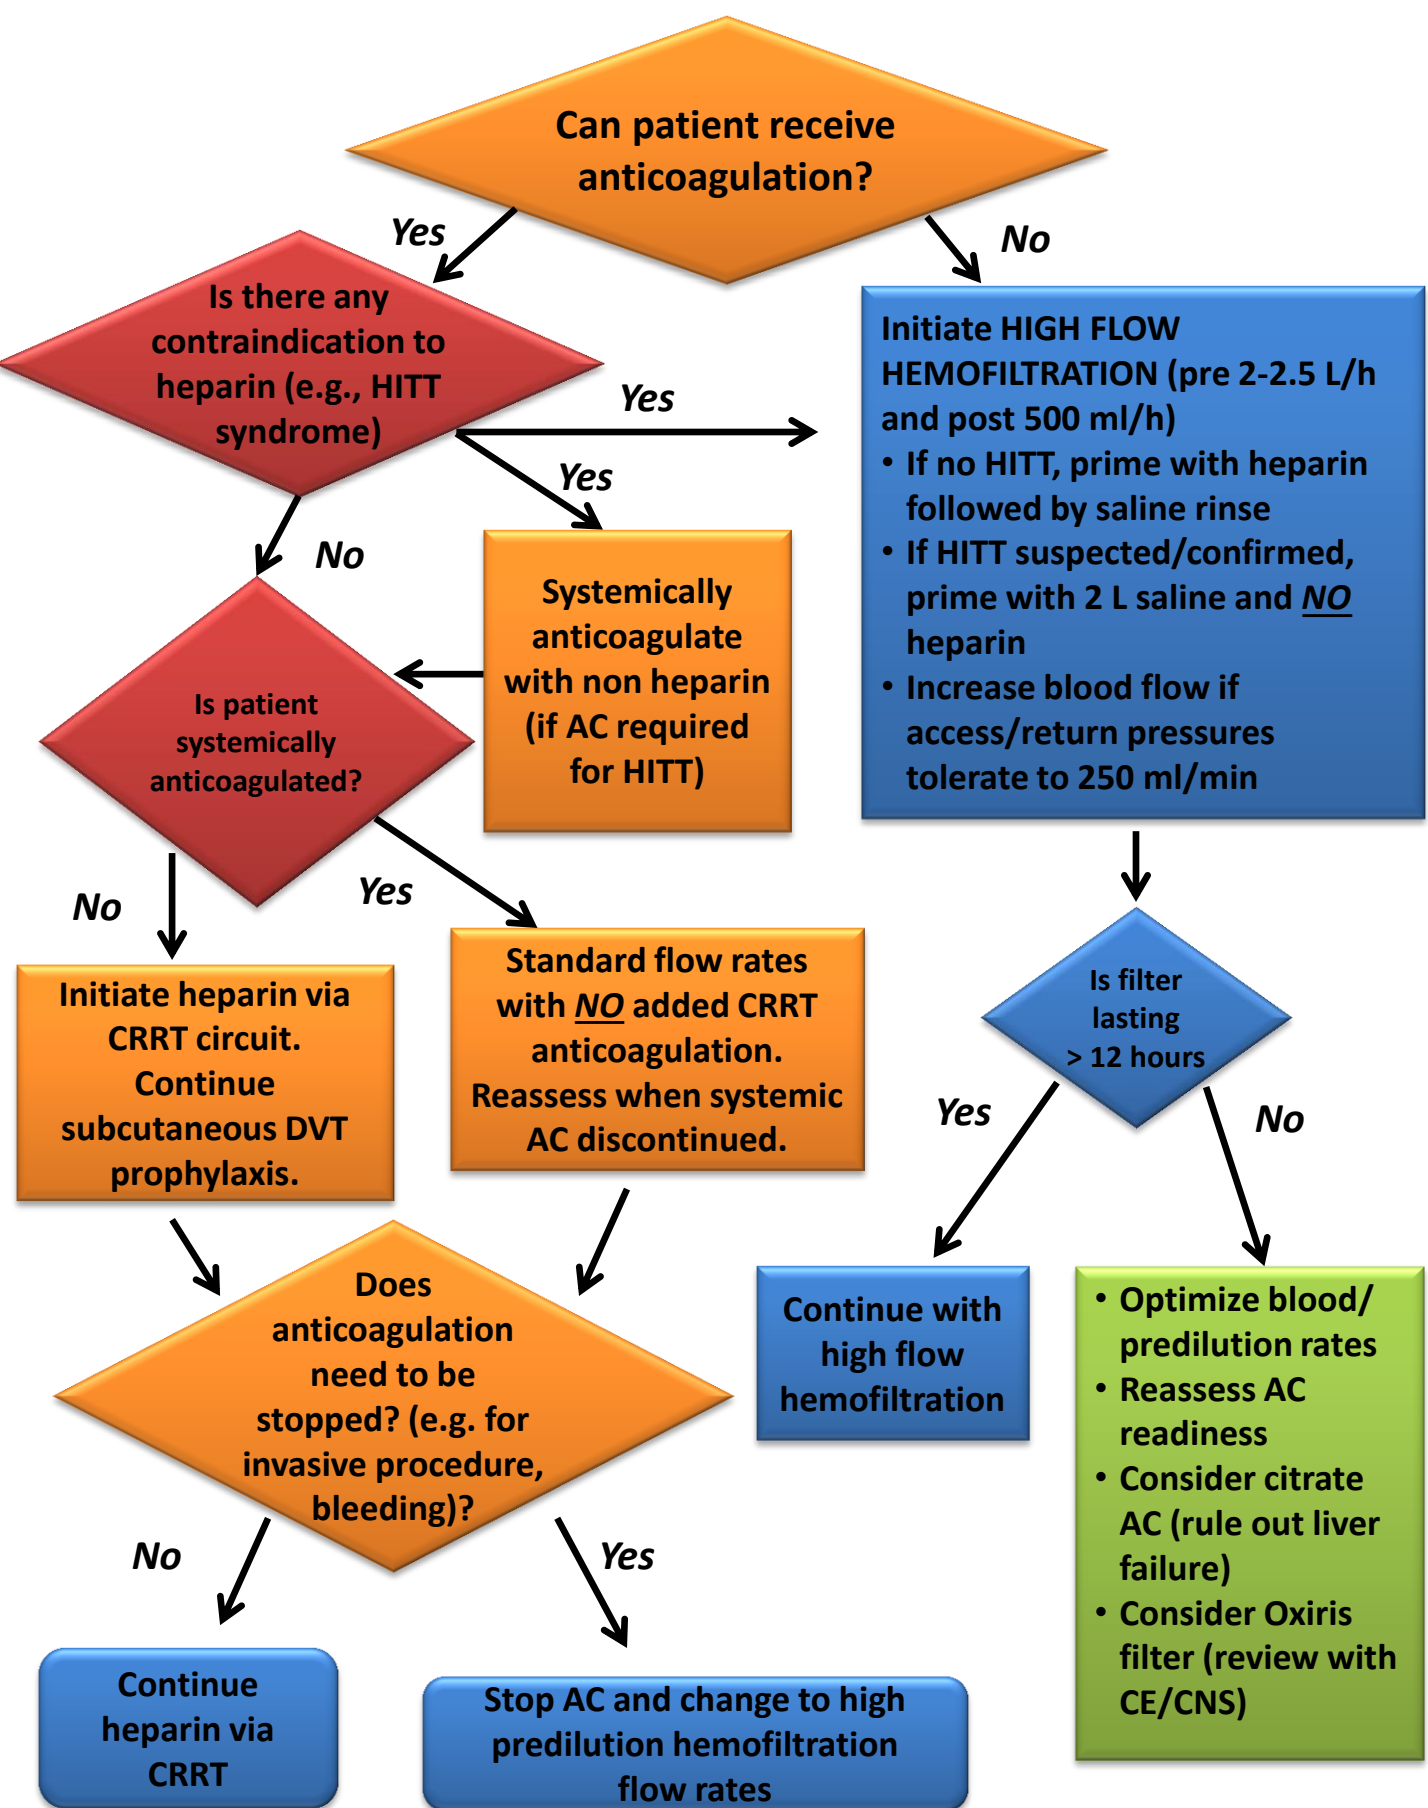 Can patient receive
anticoagulation?
Yes
No
Is there any
contraindication to
heparin (e.g., HITT
syndrome)
Yes
Yes
No
Initiate HIGH FLOW
HEMOFILTRATION (pre 2-2.5 L/h
and post 500 ml/h)
• If no HITT, prime with heparin
followed by saline rinse
• If HITT suspected/confirmed,
prime with 2 L saline and NO
heparin
• Increase blood flow if
access/return pressures
tolerate to 250 ml/min
Systemically
anticoagulate
with non heparin
(if AC required
for HITT)
Is patient
systemically
anticoagulated?
No
Yes
Initiate heparin via
CRRT circuit.
Continue
subcutaneous DVT
prophylaxis.
Standard flow rates
with NO added CRRT
anticoagulation.
Reassess when systemic
AC discontinued.
Is filter
lasting
> 12 hours
Yes
No
Does
anticoagulation
need to be
stopped? (e.g. for
invasive procedure,
bleeding)?
No
Yes
Continue with
high flow
hemofiltration
• Optimize blood/
predilution rates
• Reassess AC
readiness
• Consider citrate
AC (rule out liver
failure)
• Consider Oxiris
filter (review with
CE/CNS)
Continue
heparin via
CRRT
Stop AC and change to high
predilution hemofiltration
flow rates